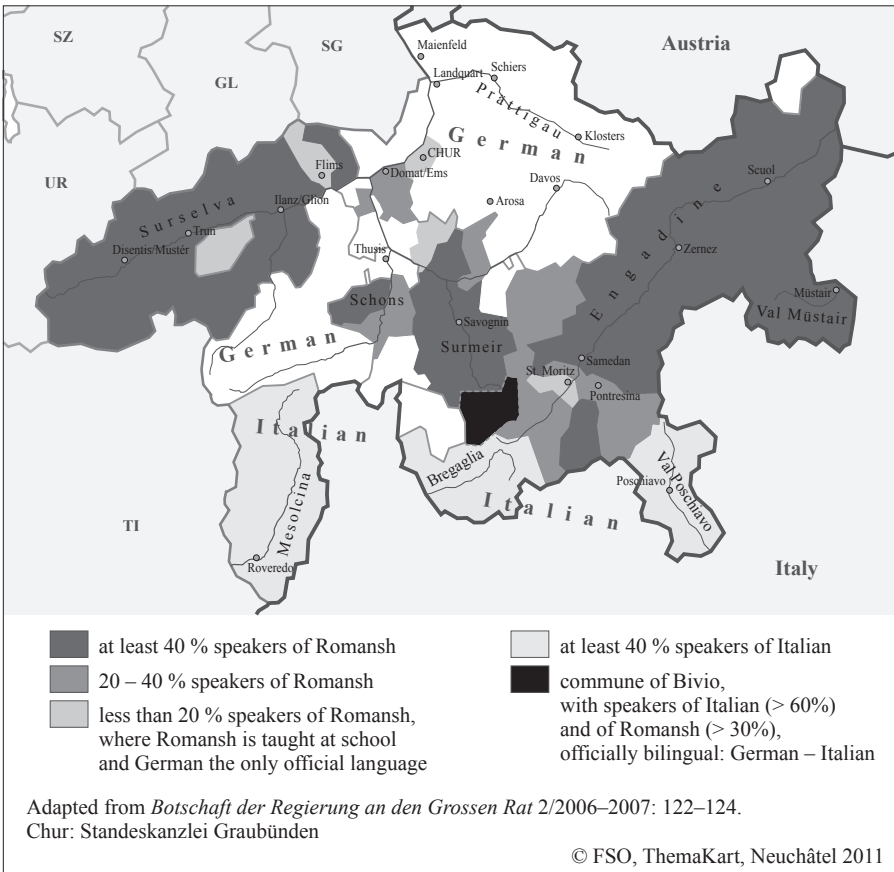 SZ
SG
Austria
GL
UR
Maienfeld
Landquart
Schiers
Prättigau
Klosters
German
CHUR
Domat/Ems
Flims
Davos
Arosa
Surselva
Ilanz/Glion
Trun
Disentis/Mustér
Scuol
Engadine
Zernez
Thusis
Schons
Müstair
Val Müstair
Savognin
Surmeir
German
St. Moritz
Samedan
Pontresina
Italian
Bregaglia
Italian
Poschiavo
Val Poschiavo
Mesolcina
TI
Roveredo
Italy
at least 40 % speakers of Romansh
20 – 40 % speakers of Romansh
less than 20 % speakers of Romansh,
where Romansh is taught at school
and German the only official language
at least 40 % speakers of Italian
commune of Bivio,
with speakers of Italian (> 60%)
and of Romansh (> 30%),
officially bilingual: German – Italian
Adapted from Botschaft der Regierung an den Grossen Rat 2/2006–2007: 122–124.
Chur: Standeskanzlei Graubünden
© FSO, ThemaKart, Neuchâtel 2011